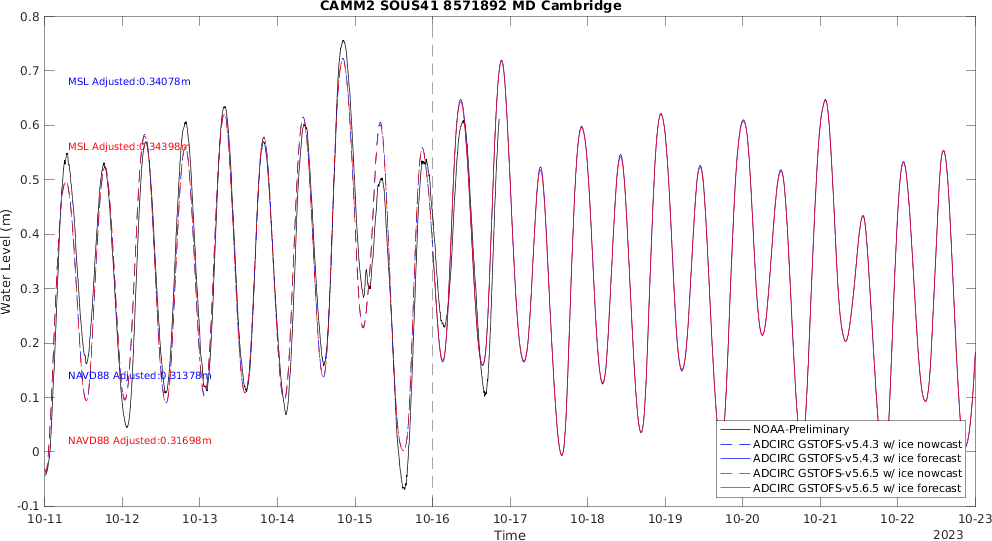 CAMM2 SOUS41 8571892 MD Cambridge
0.8
0.7
0.6
0.5
0.4
0.3
0.2
0.1
0
-0.1
Water Level (m)
MSL Adjusted:0.34078m
MSL Adjusted:0.34398m
NAVD88 Adjusted:0.31378m
NAVD88 Adjusted:0.31698m
NOAA-Preliminary
ADCIRC GSTOFS-v5.4.3 w/ ice nowcast
ADCIRC GSTOFS-v5.4.3 w/ ice forecast
ADCIRC GSTOFS-v5.6.5 w/ ice nowcast
ADCIRC GSTOFS-v5.6.5 w/ ice forecast
10-11 10-12 10-13 10-14 10-15 10-16 10-17 10-18 10-19 10-20 10-21 10-22 10-23
Time
2023